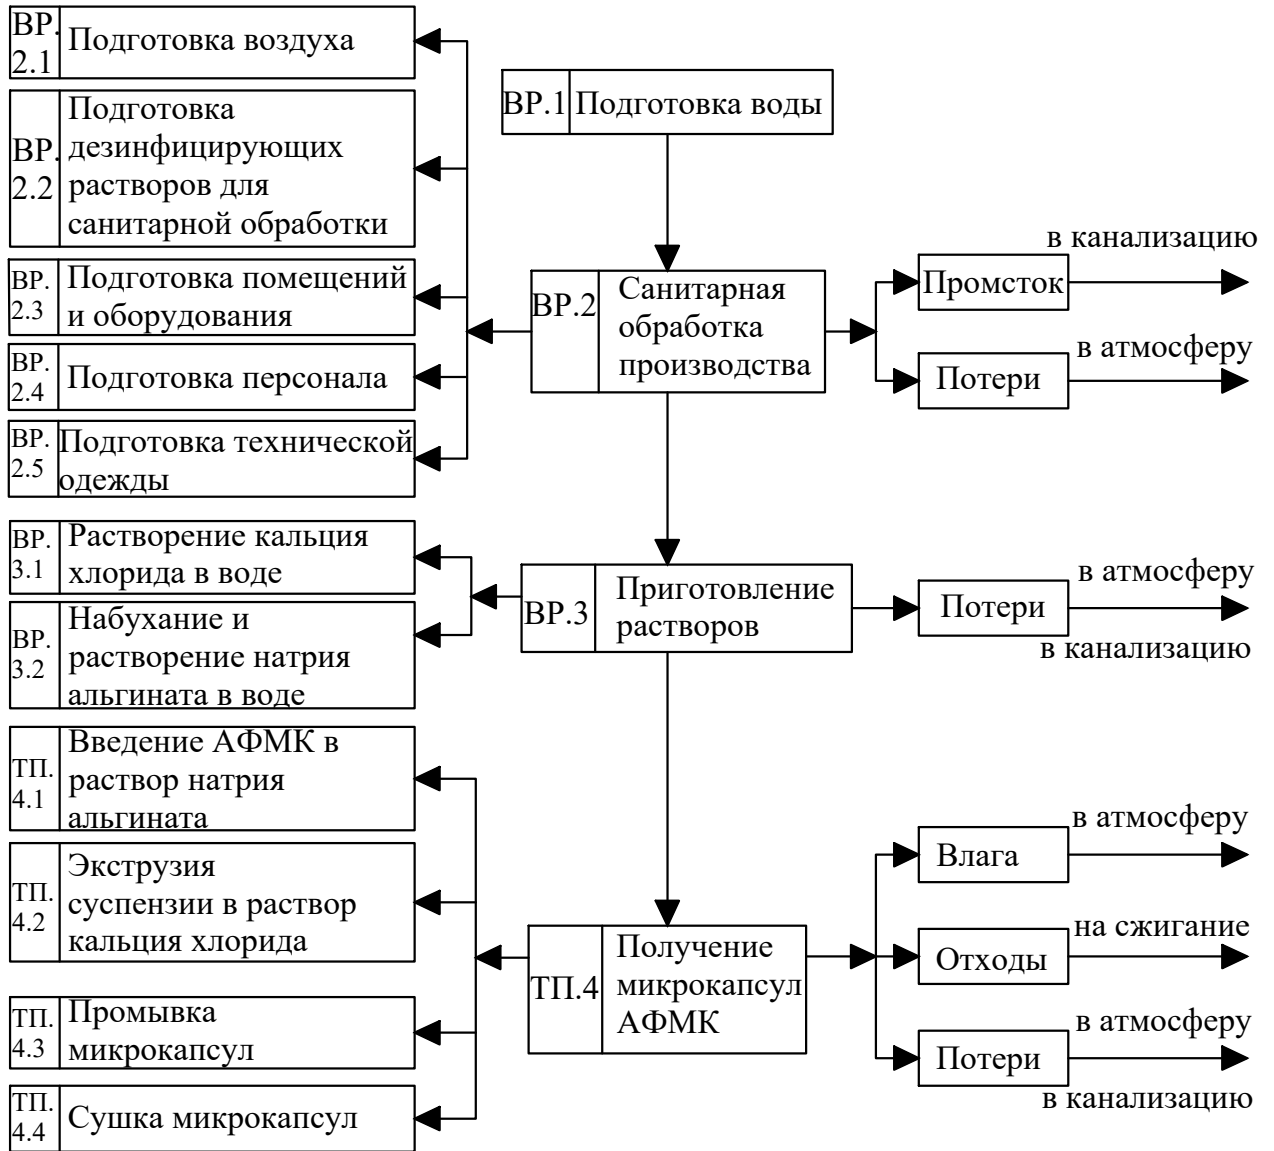 ВР.
2.1
Подготовка воздуха
ВР.
2.2
Подготовка
дезинфицирующих
растворов для
санитарной обработки
ВР.
2.3
Подготовка помещений
и оборудования
ВР.
2.4
Подготовка персонала
ВР.
2.5
Подготовка технической
одежды
ВР.1
Подготовка воды
ВР.2
Санитарная
обработка
производства
Промсток
в канализацию
Потери
в атмосферу
ВР.
3.1
Растворение кальция
хлорида в воде
ВР.
3.2
Набухание и
растворение натрия
альгината в воде
ВР.3
Приготовление
растворов
Потери
в атмосферу
в канализацию
ТП.
4.1
Введение АФМК в
раствор натрия
альгината
ТП.
4.2
Экструзия
суспензии в раствор
кальция хлорида
ТП.
4.3
Промывка
микрокапсул
ТП.
4.4
Сушка микрокапсул
ТП.4
Получение
микрокапсул
АФМК
Влага
в атмосферу
Отходы
на сжигание
Потери
в атмосферу
в канализацию